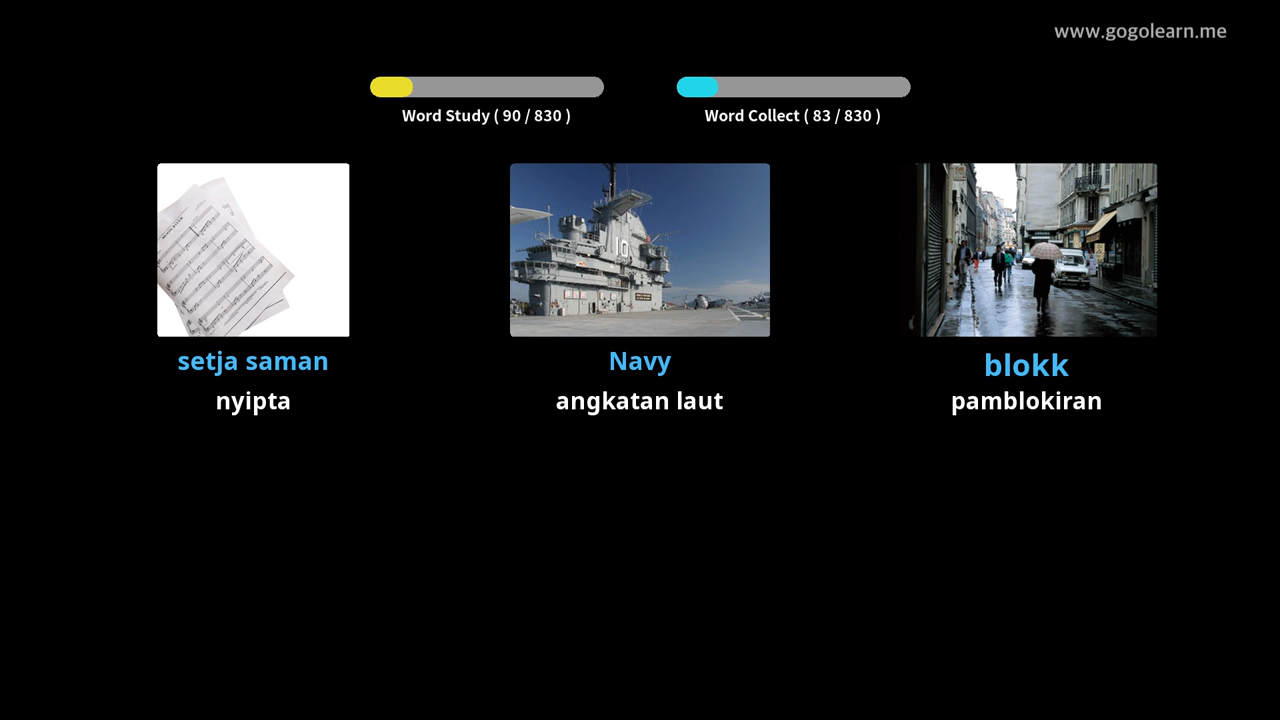 www.gogolearn.me
Word Study ( 90 / 830 )
Word Collect ( 83 / 830 )
setja saman
Navy
blokk
nyipta
angkatan laut
pamblokiran